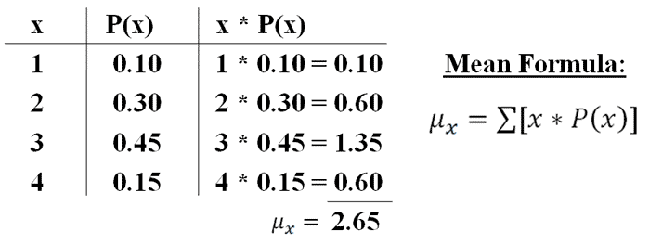 x P(x) x * P(x)
1 0.10 1 * 0.10 = 0.10
2 0.30 2 * 0.30 = 0.60
3 0.45 3 * 0.45 = 1.35
4 0.15 4 * 0.15 = 0.60
μₓ = 2.65
Mean Formula:
μₓ = Σ[x * P(x)]